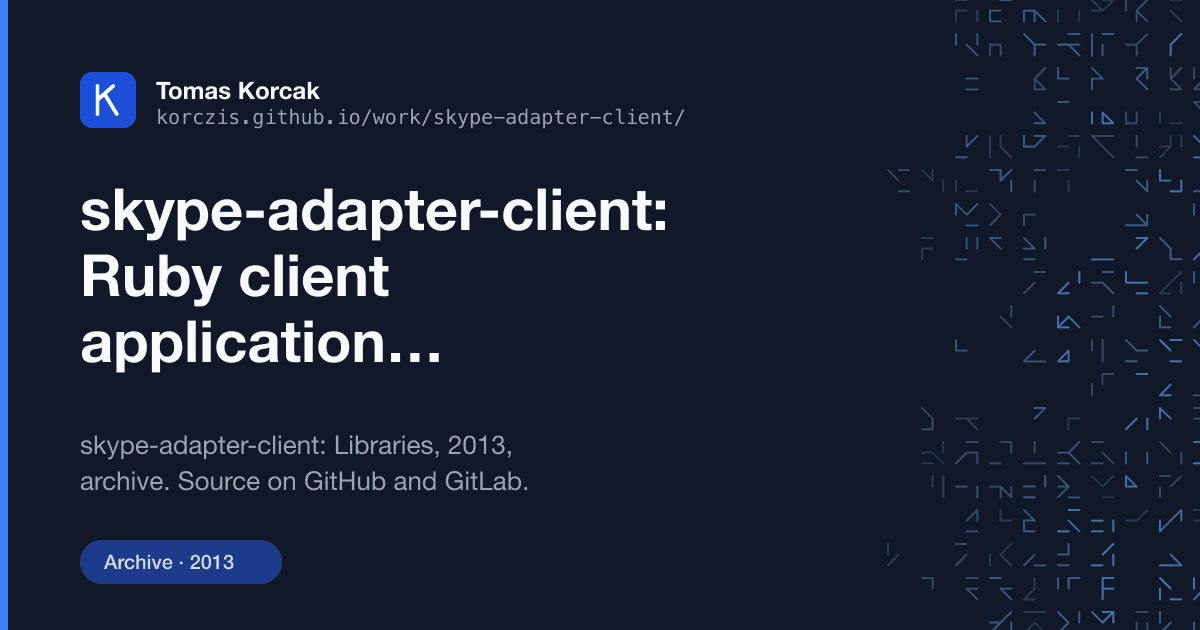 K
Tomas Korcak
korczis.github.io/work/skype-adapter-client/
skype-adapter-client:
Ruby client
application…
skype-adapter-client: Libraries, 2013,
archive. Source on GitHub and GitLab.
Archive · 2013